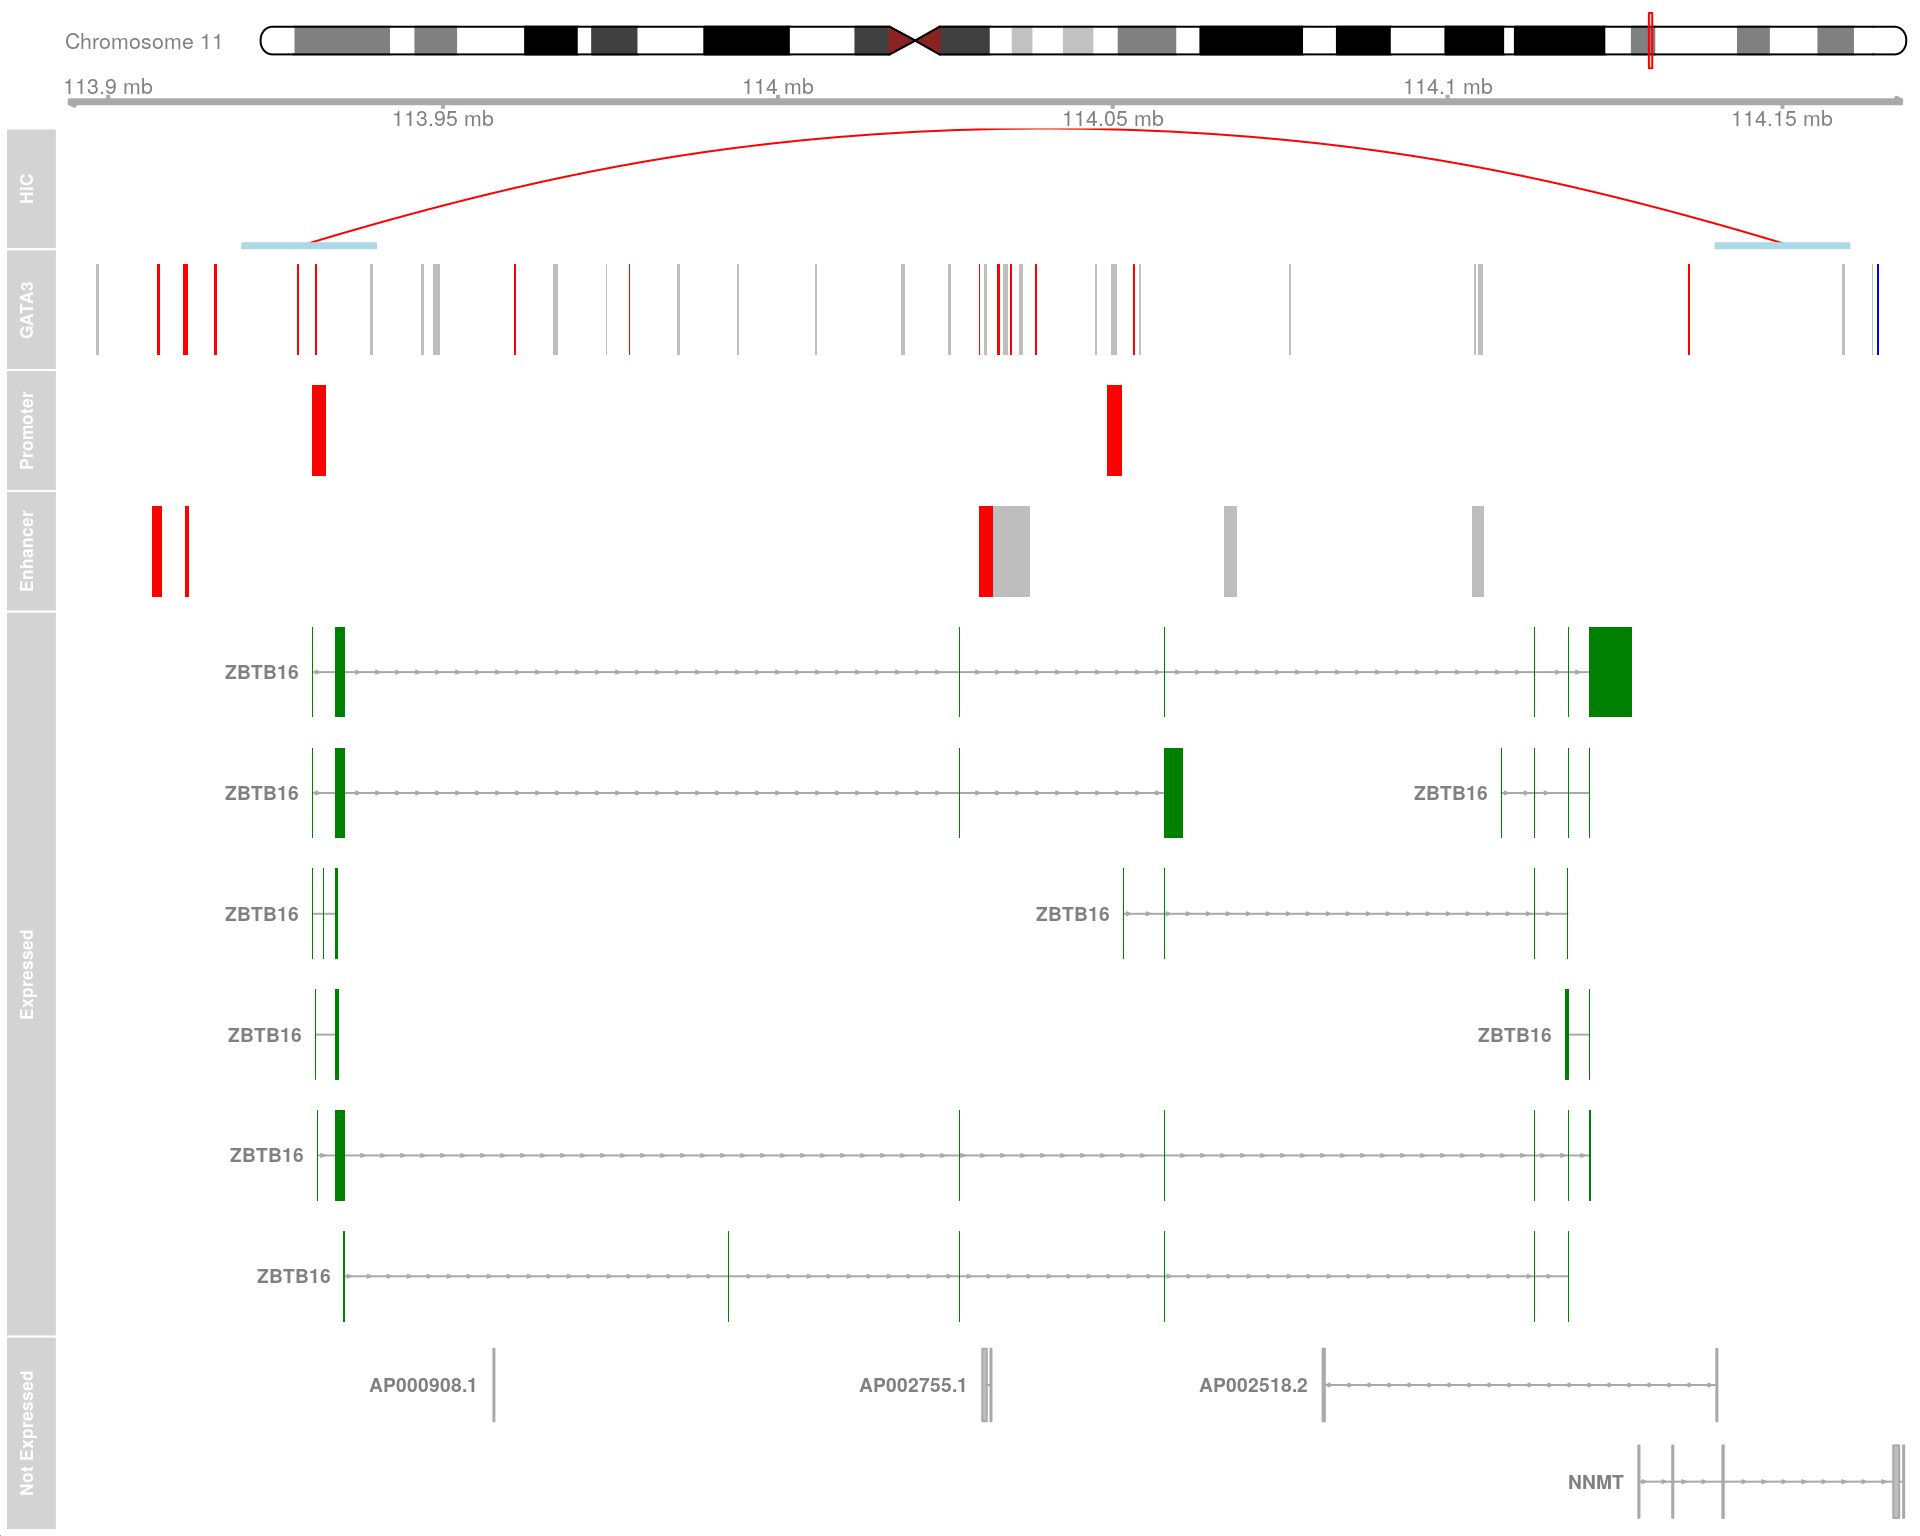 Chromosome 11
113.9 mb
114 mb
114.1 mb
113.95 mb
114.05 mb
114.15 mb
HiC
GATA3
Promoter
Enhancer
Expressed
ZBTB16
ZBTB16
ZBTB16
ZBTB16
ZBTB16
ZBTB16
ZBTB16
ZBTB16
ZBTB16
Not Expressed
AP000908.1
AP002755.1
AP002518.2
NNMT